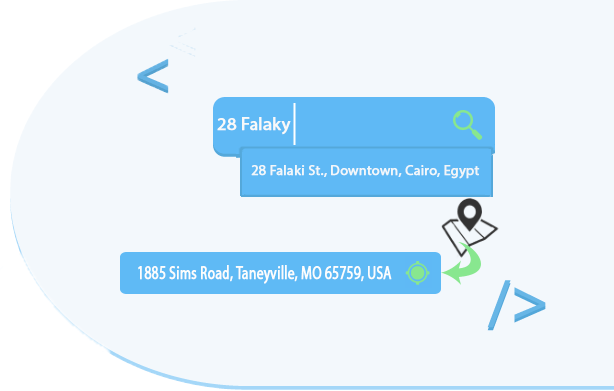 <
28 Falaky
28 Falaki St., Downtown, Cairo, Egypt
1885 Sims Road, Taneyville, MO 65759, USA
/>